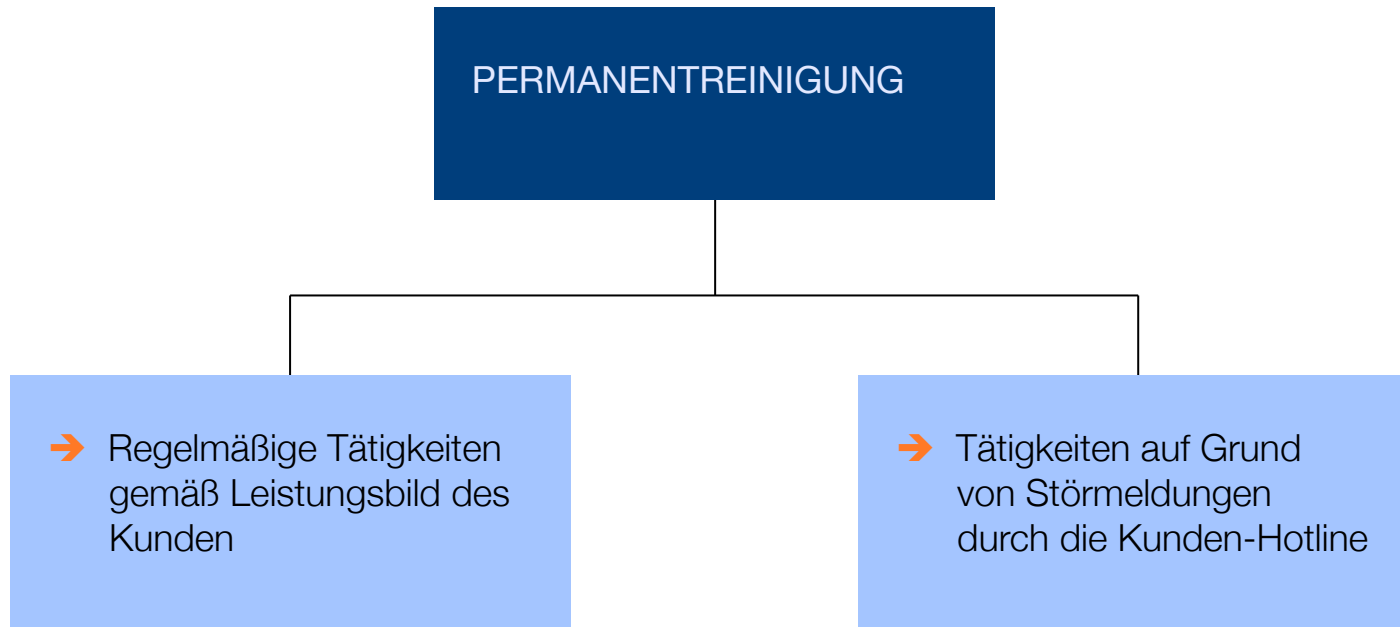 PERMANENTREINIGUNG
➔ Regelmäßige Tätigkeiten
gemäß Leistungsbild des
Kunden
➔ Tätigkeiten auf Grund
von Störmeldungen
durch die Kunden-Hotline